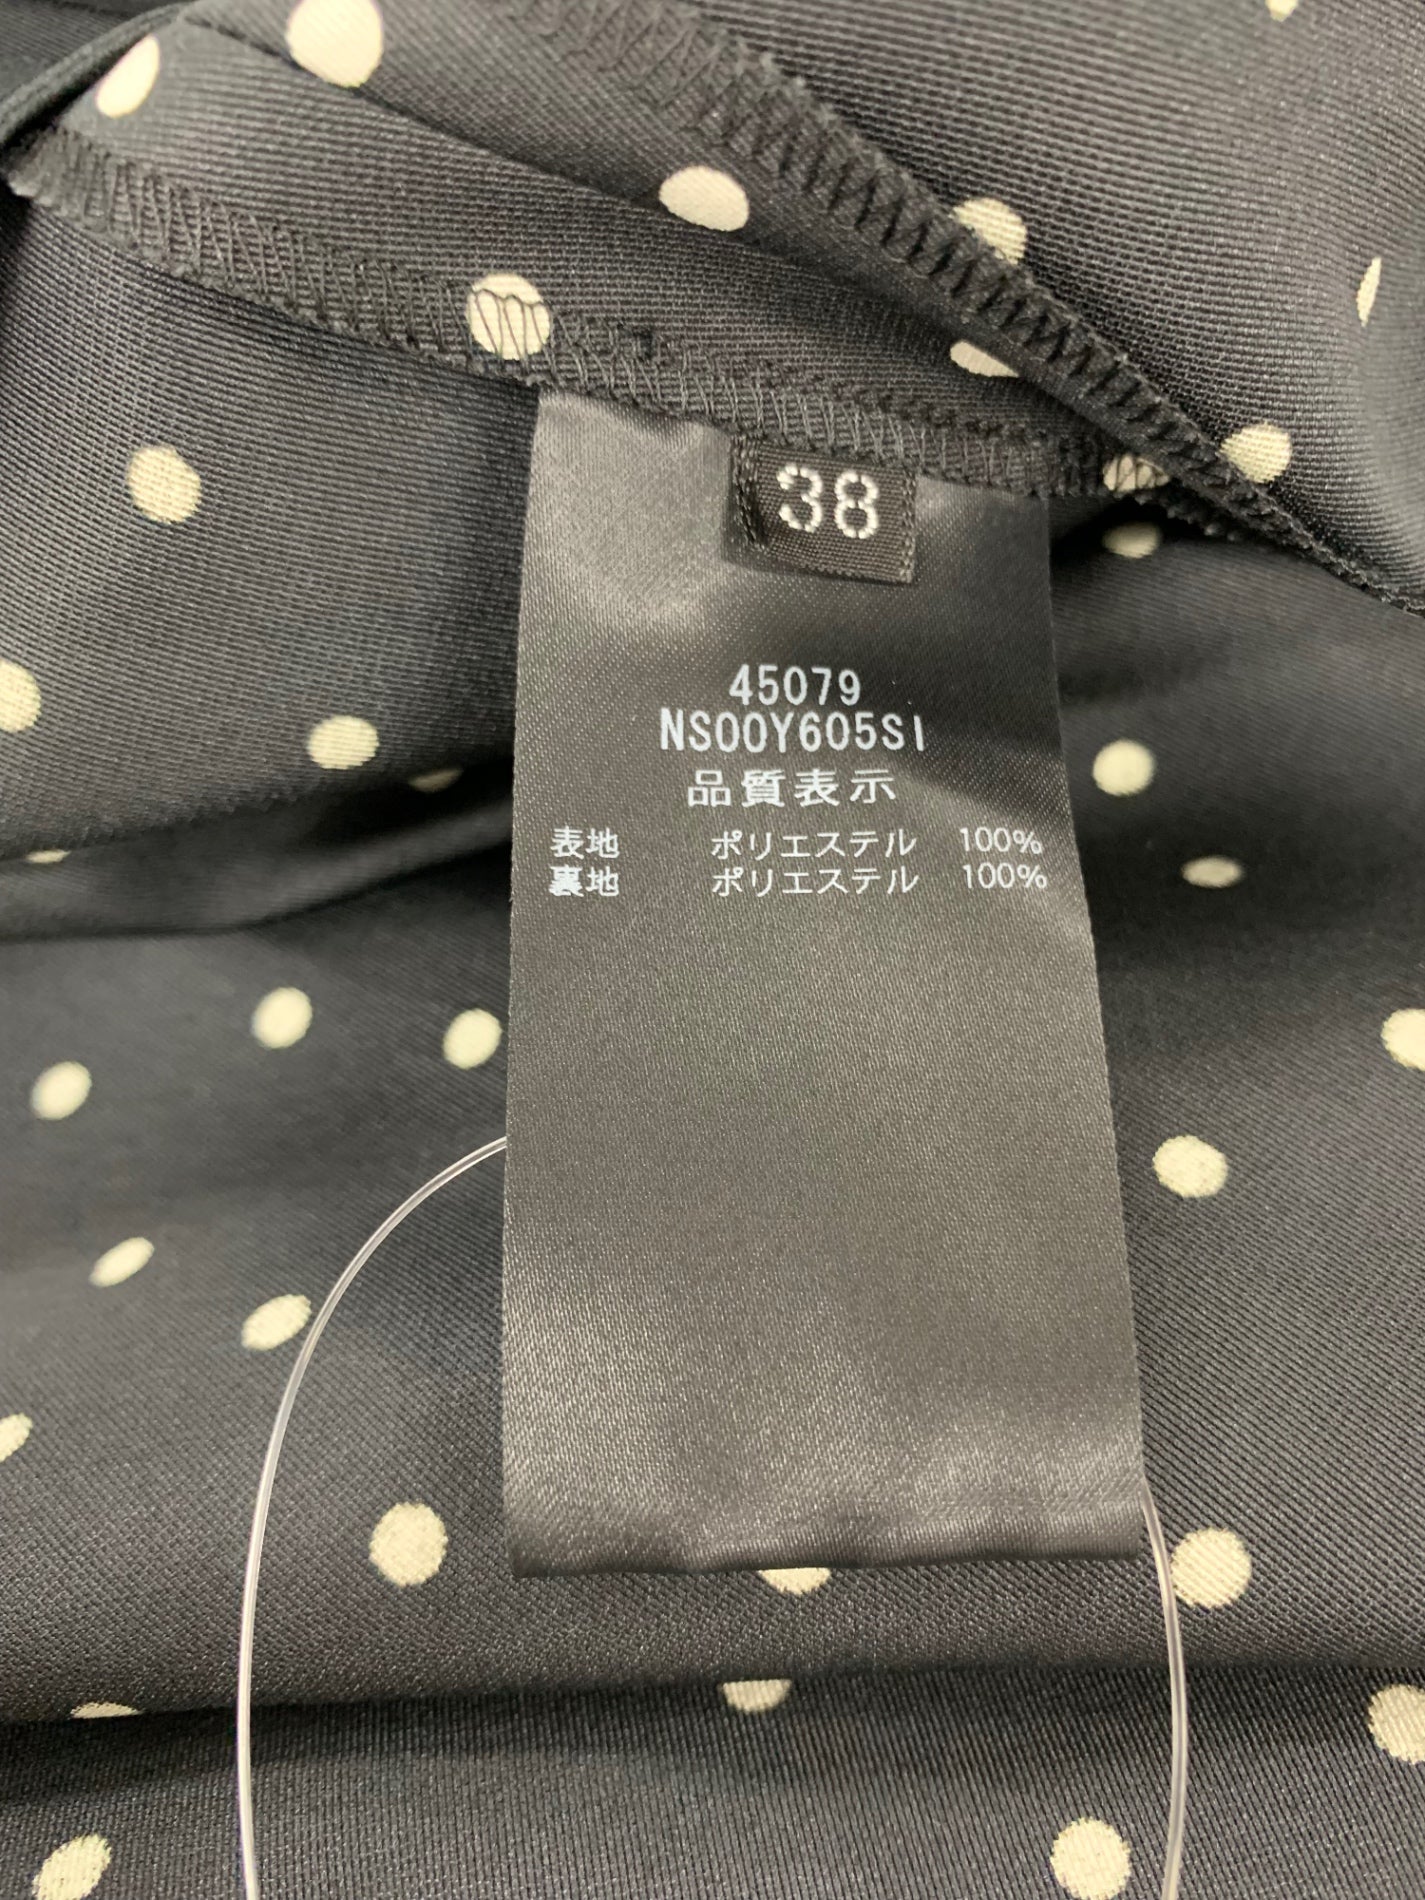 38
45079
NS00Y605SI
品質表示
表地 ポリエステル 100%
裏地 ポリエステル 100%